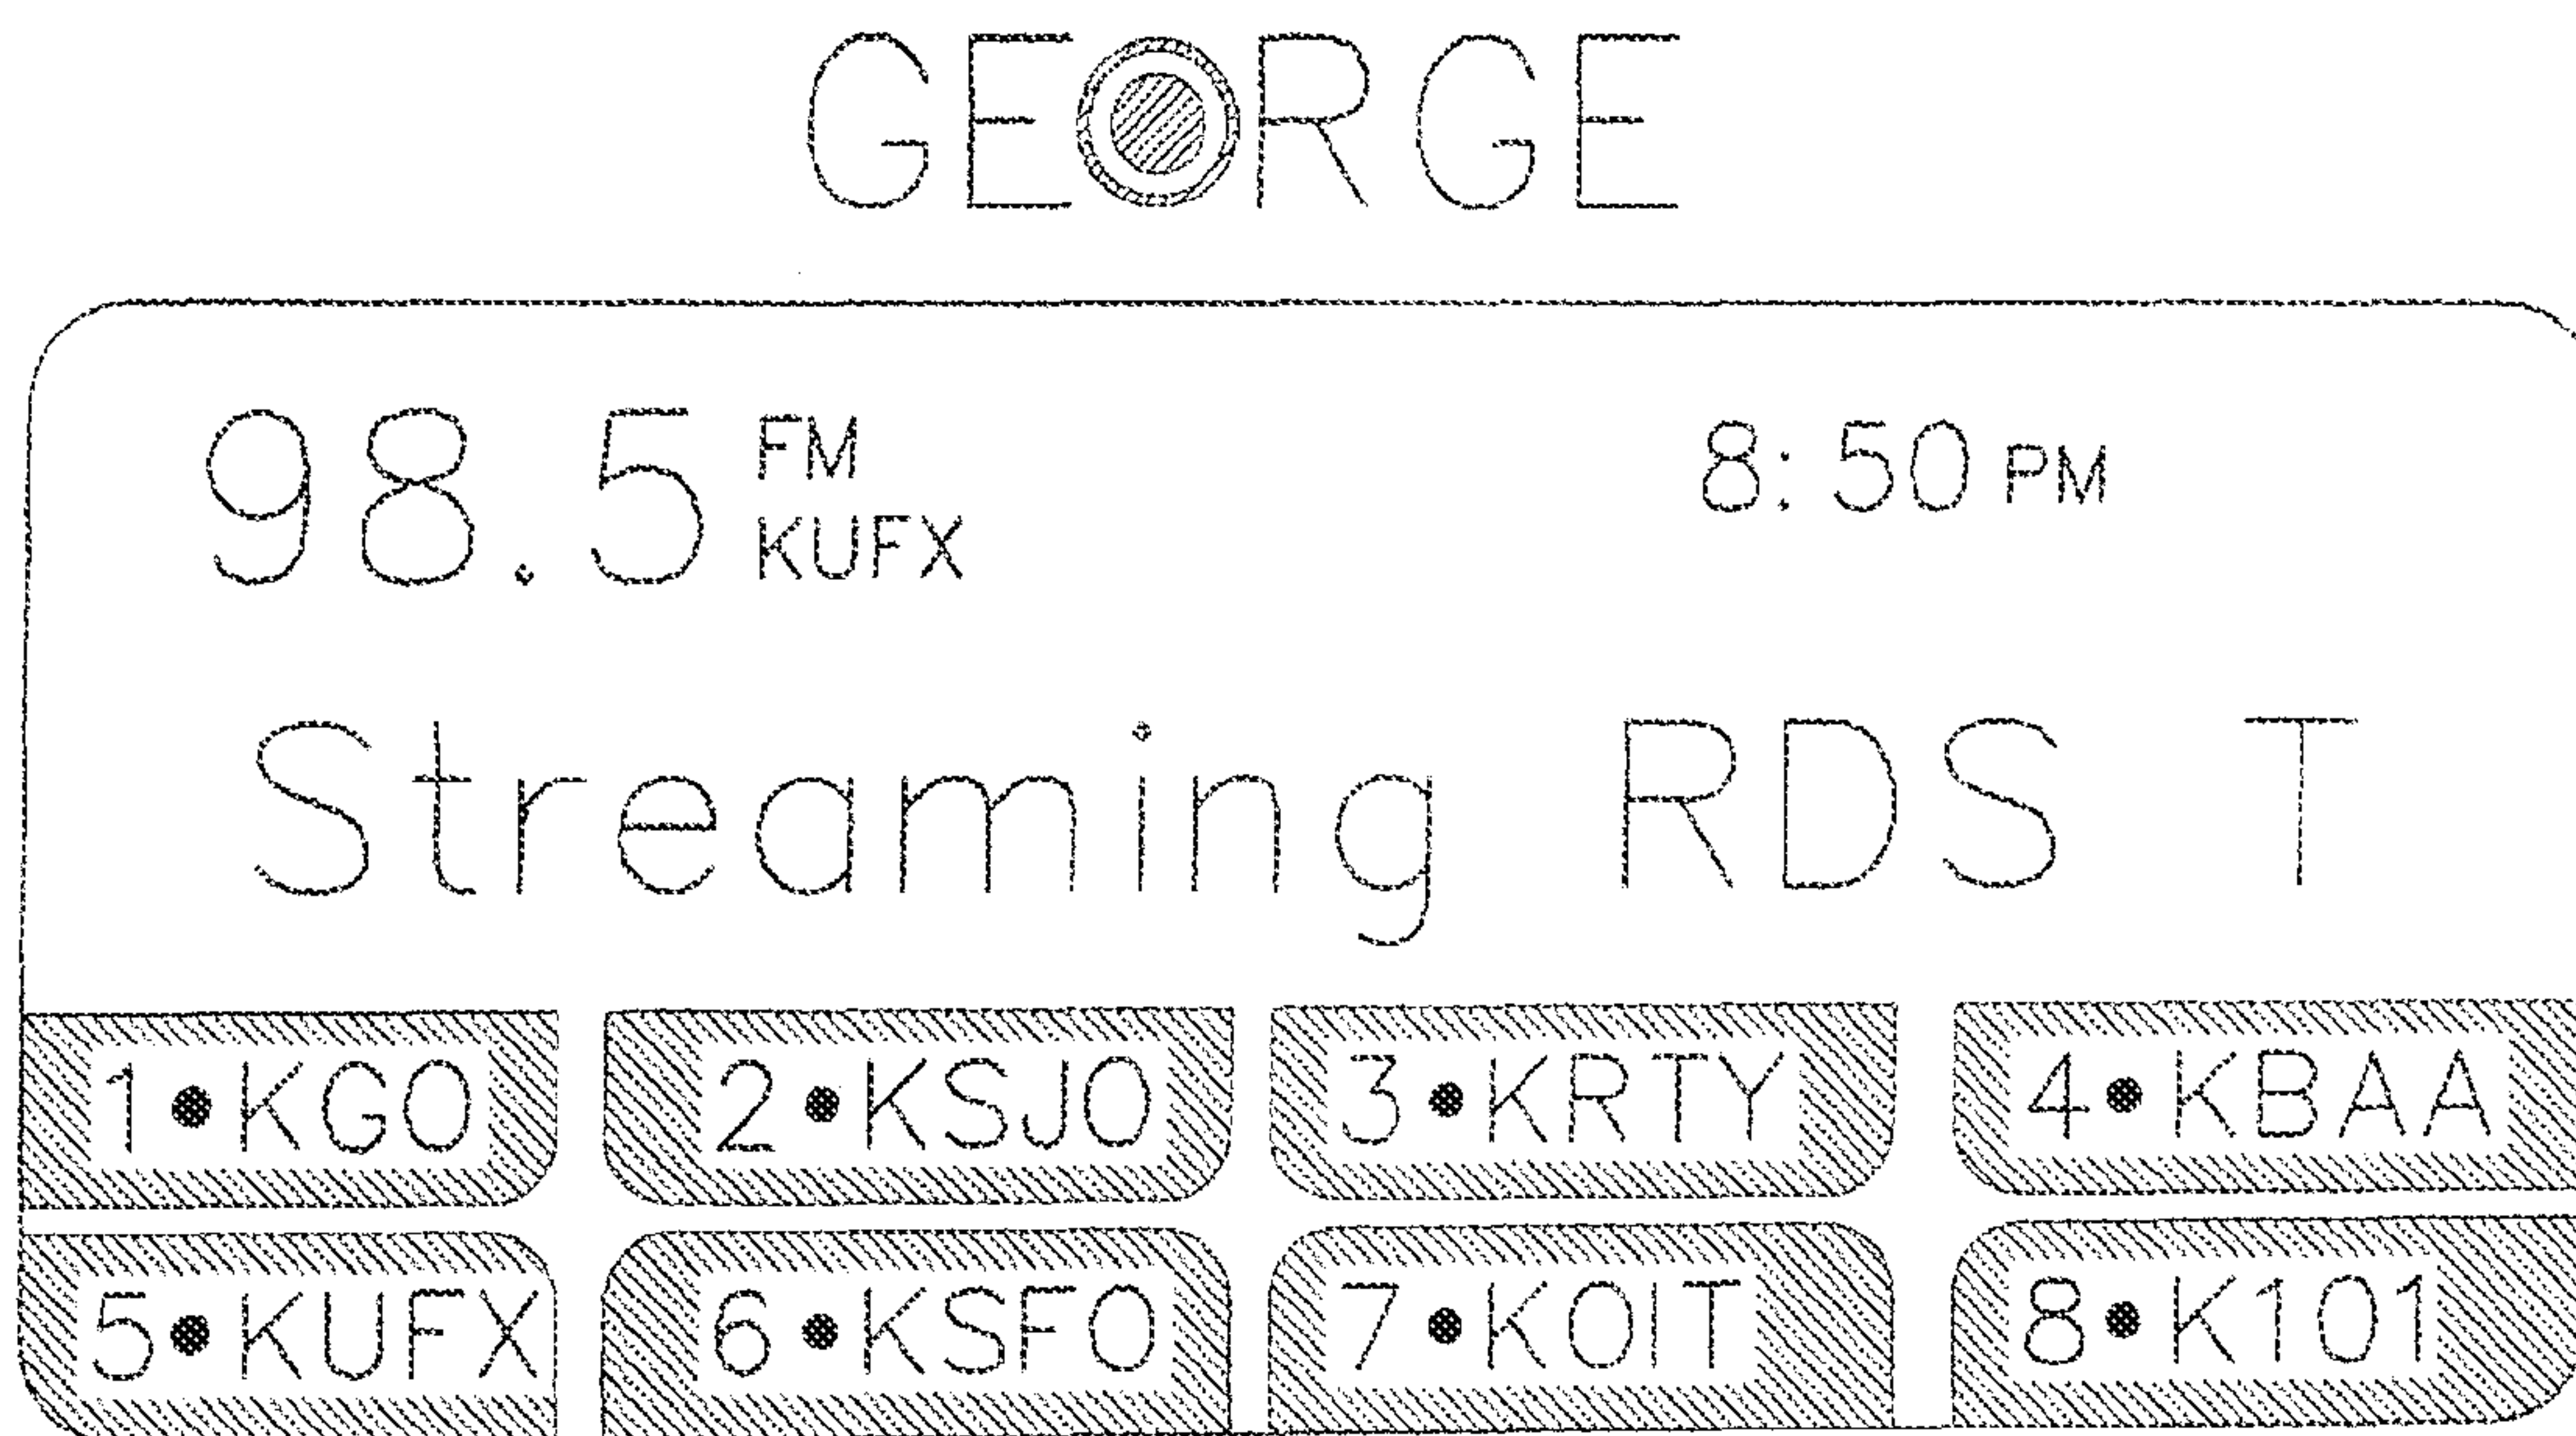 GEORGE
98.5 FM 8:50 PM
KUFX
Streaming RDS T
1•KGO 2•KSJO 3•KRTY 4•KBAA
5•KUFX 6•KSFO 7•KOIT 8•K101